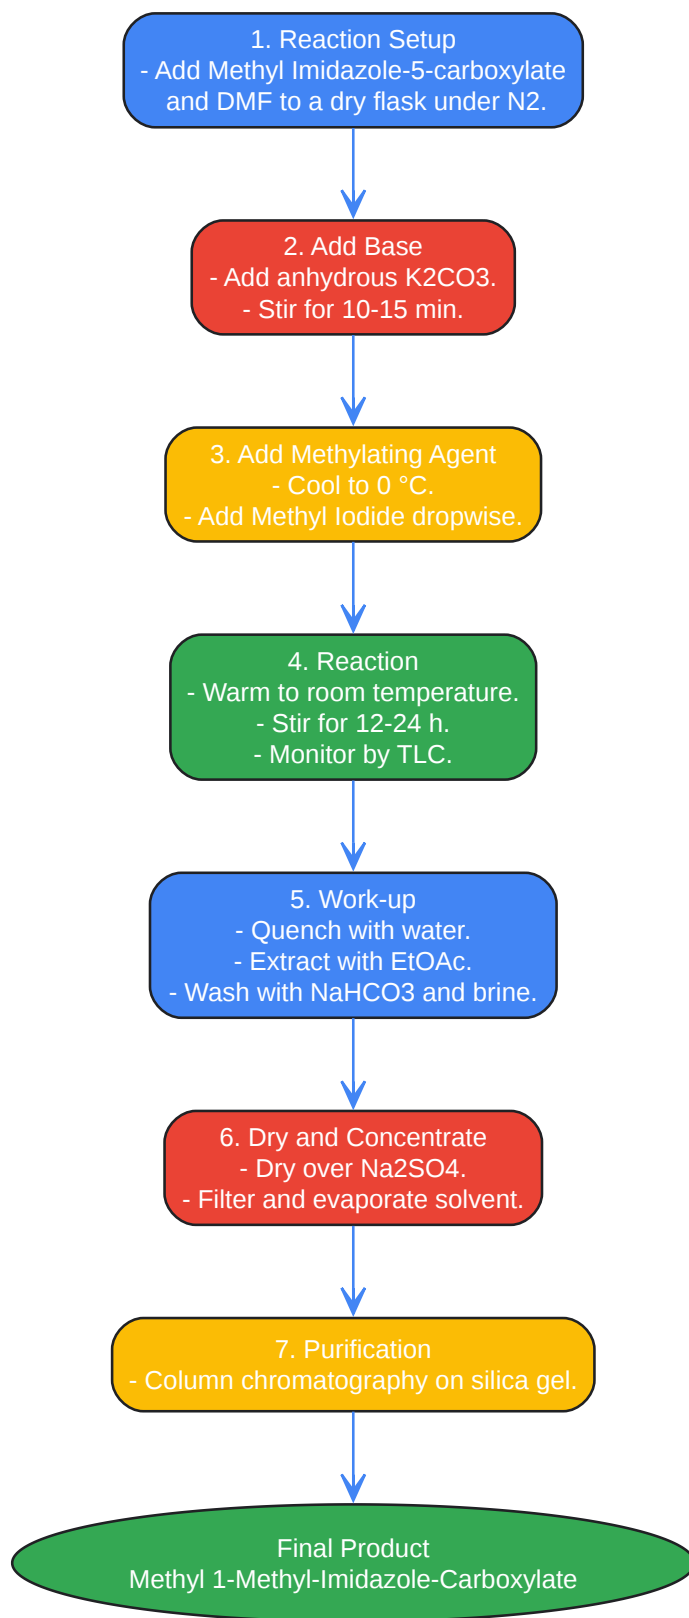 1. Reaction Setup
- Add Methyl Imidazole-5-carboxylate
and DMF to a dry flask under N2.
2. Add Base
- Add anhydrous K2CO3.
- Stir for 10-15 min.
3. Add Methylating Agent
- Cool to 0 °C.
- Add Methyl Iodide dropwise.
4. Reaction
- Warm to room temperature.
- Stir for 12-24 h.
- Monitor by TLC.
5. Work-up
- Quench with water.
- Extract with EtOAc.
- Wash with NaHCO3 and brine.
6. Dry and Concentrate
- Dry over Na2SO4.
- Filter and evaporate solvent.
7. Purification
- Column chromatography on silica gel.
Final Product
Methyl 1-Methyl-Imidazole-Carboxylate